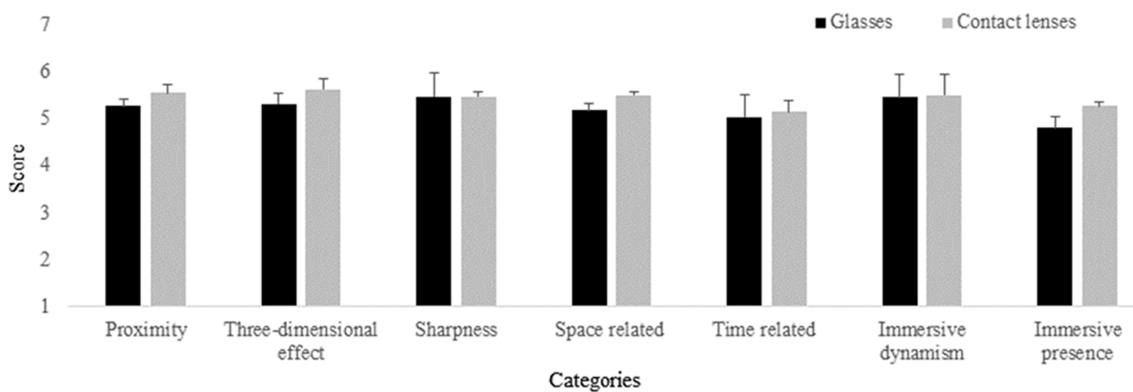 7
Glasses
Contact lenses
6
5
4
3
2
1
Score
Proximity
Three-dimensional
effect
Sharpness
Space related
Time related
Immersive
dynamism
Immersive
presence
Categories